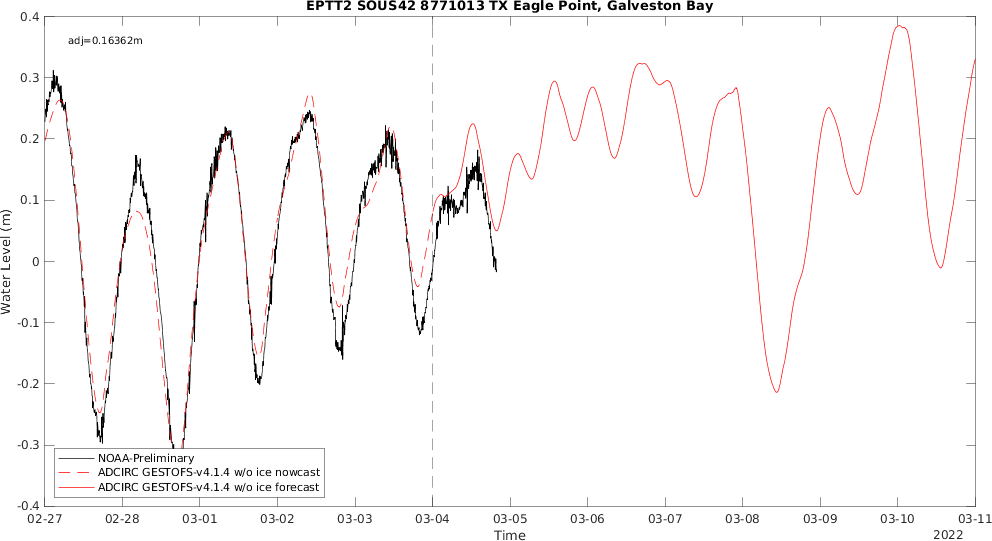 EPTT2 SOUS42 8771013 TX Eagle Point, Galveston Bay
adj=0.16362m
0.4
0.3
0.2
0.1
0
-0.1
-0.2
-0.3
-0.4
Water Level (m)
NOAA-Preliminary
ADCIRC GESTOFS-v4.1.4 w/o ice nowcast
ADCIRC GESTOFS-v4.1.4 w/o ice forecast
02-27 02-28 03-01 03-02 03-03 03-04 03-05 03-06 03-07 03-08 03-09 03-10 03-11
Time
2022